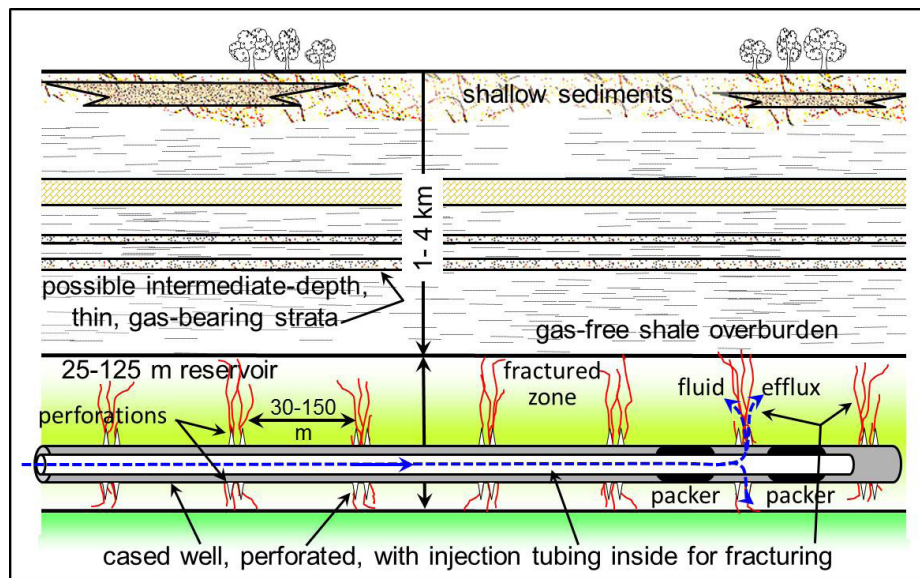 shallow sediments
1- 4 km
possible intermediate-depth,
thin, gas-bearing strata
gas-free shale overburden
25-125 m reservoir
fractured
zone
fluid
efflux
perforations
30-150
m
packer
packer
cased well, perforated, with injection tubing inside for fracturing